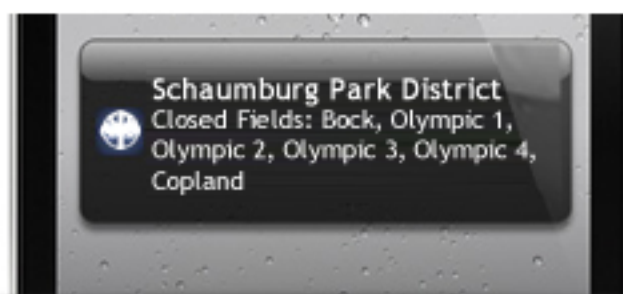 Schaumburg Park District
Closed Fields: Bock, Olympic 1,
Olympic 2, Olympic 3, Olympic 4,
Copland